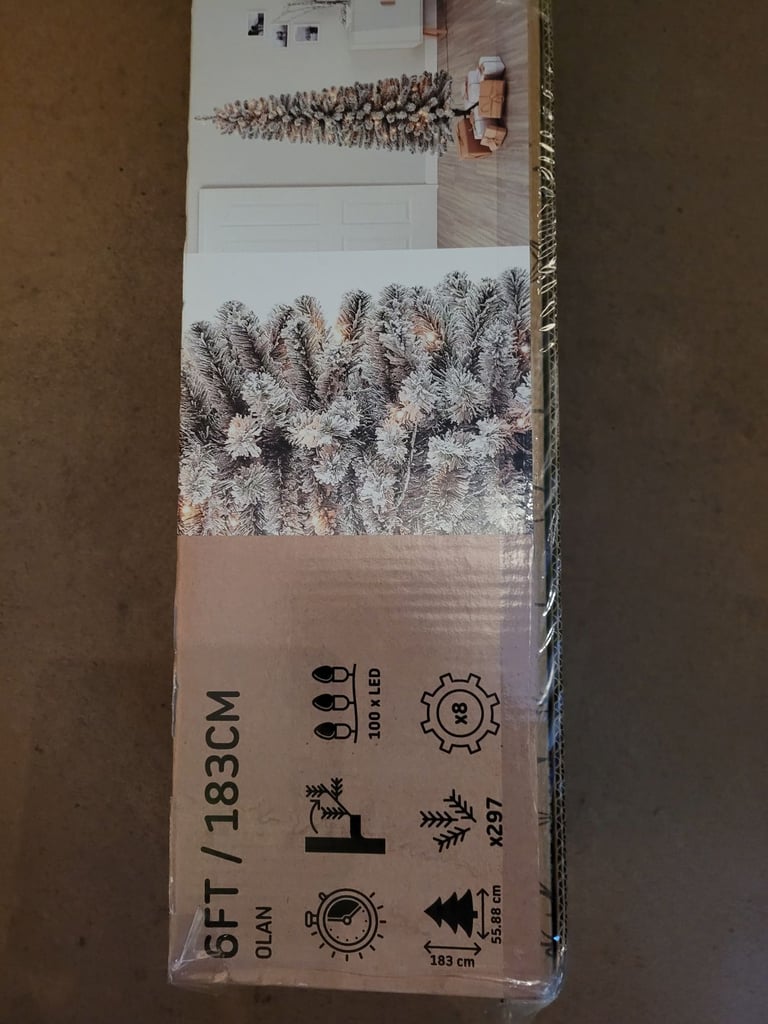 6FT / 183CM
OLAN
100 x LED
x297
x8
183 cm
55.88 cm